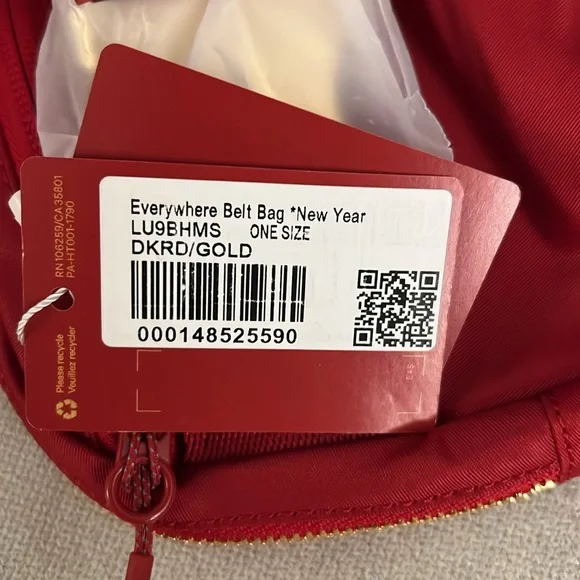 Everywhere Belt Bag *New Year
LU9BHMS ONE SIZE
DKRD/GOLD
000148525590
RN106259/CA35801
PA-HT001-1790
Please recycle
Veuillez recycler